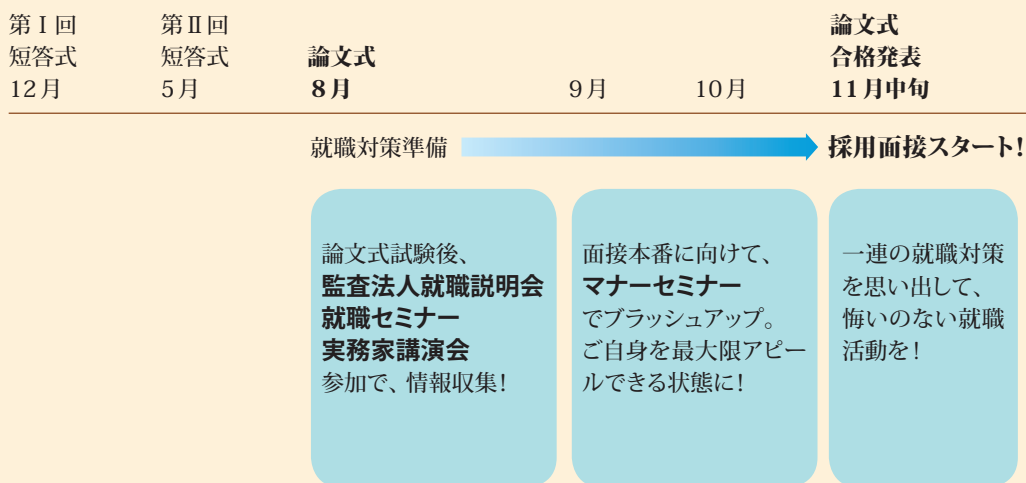 第Ⅰ回
短答式
12月
第Ⅱ回
短答式
5月
論文式
8月
9月
10月
論文式
合格発表
11月中旬
就職対策準備
採用面接スタート!
論文式試験後、
監査法人就職説明会
就職セミナー
実務家講演会
参加で、情報収集!
面接本番に向けて、
マナーセミナー
でブラッシュアップ。
ご自身を最大限アピー
ルできる状態に!
一連の就職対策
を思い出して、
悔いのない就職
活動を!